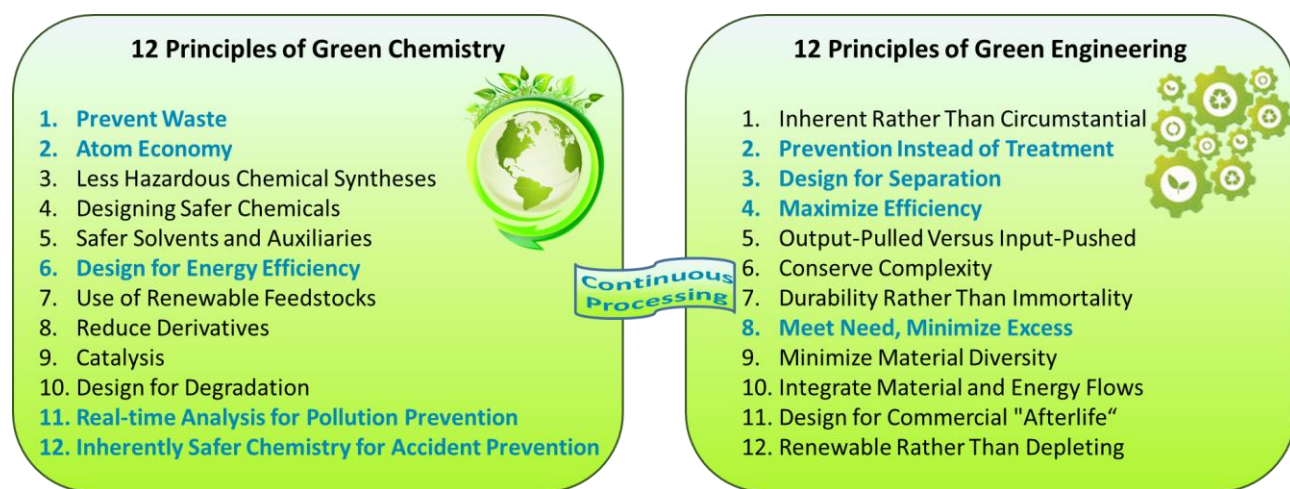 12 Principles of Green Chemistry
1. Prevent Waste
2. Atom Economy
3. Less Hazardous Chemical Syntheses
4. Designing Safer Chemicals
5. Safer Solvents and Auxiliaries
6. Design for Energy Efficiency
7. Use of Renewable Feedstocks
8. Reduce Derivatives
9. Catalysis
10. Design for Degradation
11. Real-time Analysis for Pollution Prevention
12. Inherently Safer Chemistry for Accident Prevention
Continuous
Processing
12 Principles of Green Engineering
1. Inherent Rather Than Circumstantial
2. Prevention Instead of Treatment
3. Design for Separation
4. Maximize Efficiency
5. Output-Pulled Versus Input-Pushed
6. Conserve Complexity
7. Durability Rather Than Immortality
8. Meet Need, Minimize Excess
9. Minimize Material Diversity
10. Integrate Material and Energy Flows
11. Design for Commercial "Afterlife“
12. Renewable Rather Than Depleting